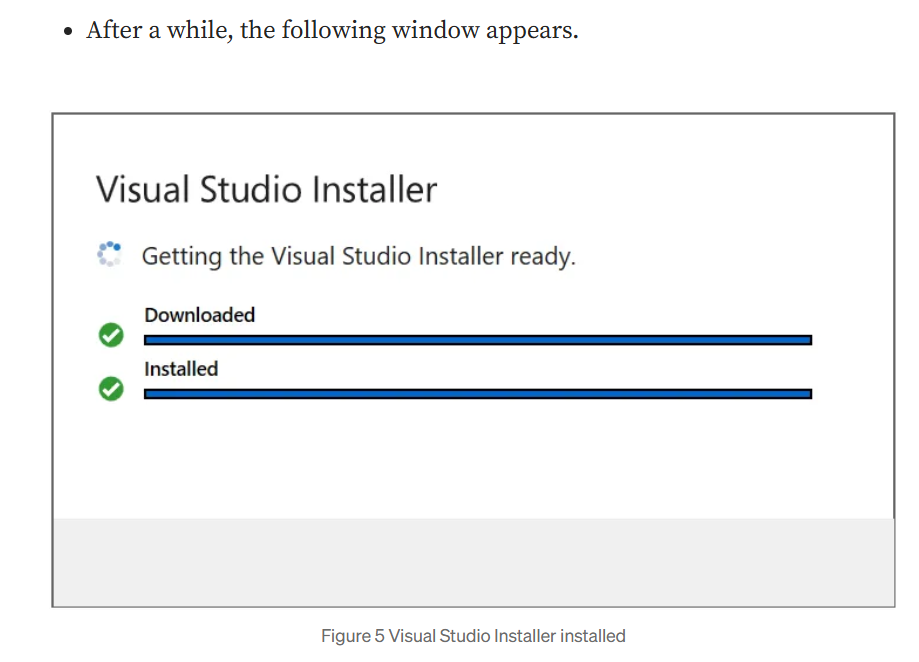 After a while, the following window appears.
Visual Studio Installer
Getting the Visual Studio Installer ready.
Downloaded
Installed
Figure 5 Visual Studio Installer installed